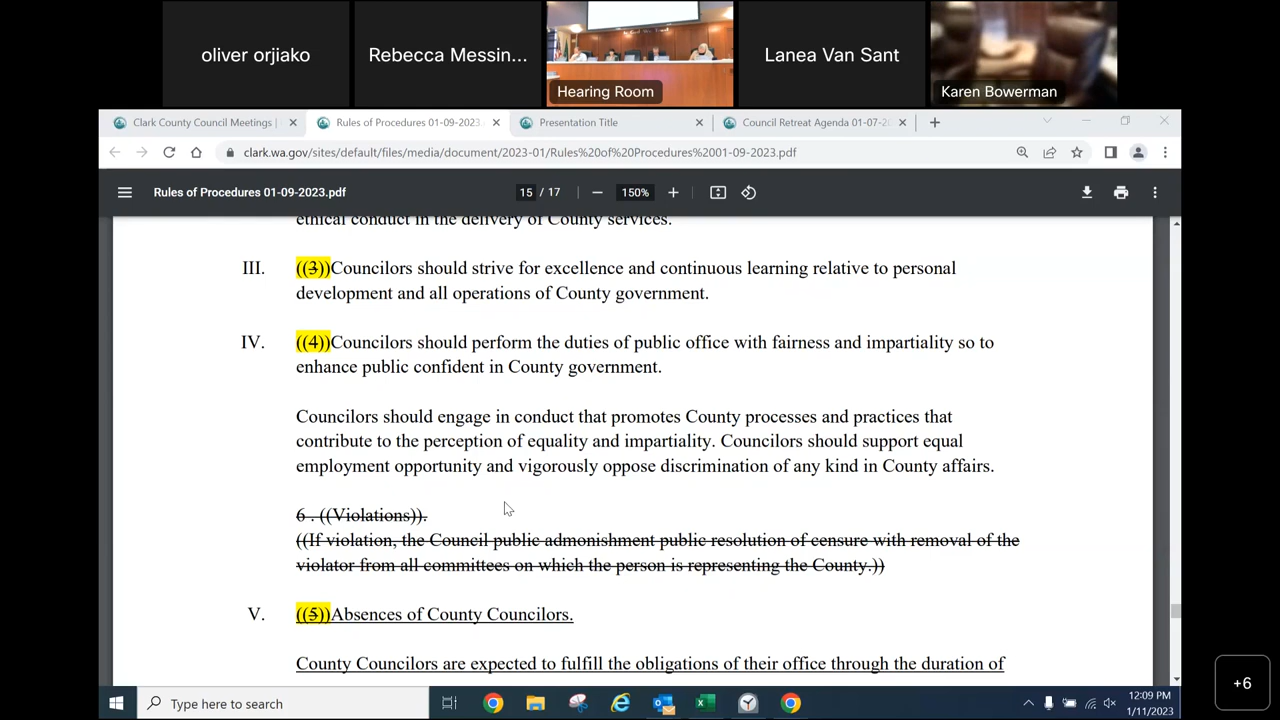 oliver orjiako
Rebecca Messin...
Hearing Room
Lanea Van Sant
Karen Bowerman
Clark County Council Meetings |
Rules of Procedures 01-09-2023.
Presentation Title
Council Retreat Agenda 01-07-20
clark.wa.gov/sites/default/files/media/document/2023-01/Rules%20of%20Procedures%2001-09-2023.pdf
Rules of Procedures 01-09-2023.pdf
15 / 17
150%
ethical conduct in the delivery of County services.
III. ((3))Councilors should strive for excellence and continuous learning relative to personal
development and all operations of County government.
IV. ((4))Councilors should perform the duties of public office with fairness and impartiality so to
enhance public confident in County government.
Councilors should engage in conduct that promotes County processes and practices that
contribute to the perception of equality and impartiality. Councilors should support equal
employment opportunity and vigorously oppose discrimination of any kind in County affairs.
6 . ((Violations)).
((If violation, the Council public admonishment public resolution of censure with removal of the
violator from all committees on which the person is representing the County.))
V. ((5))Absences of County Councilors.
County Councilors are expected to fulfill the obligations of their office through the duration of
+6
Type here to search
12:09 PM
1/11/2023